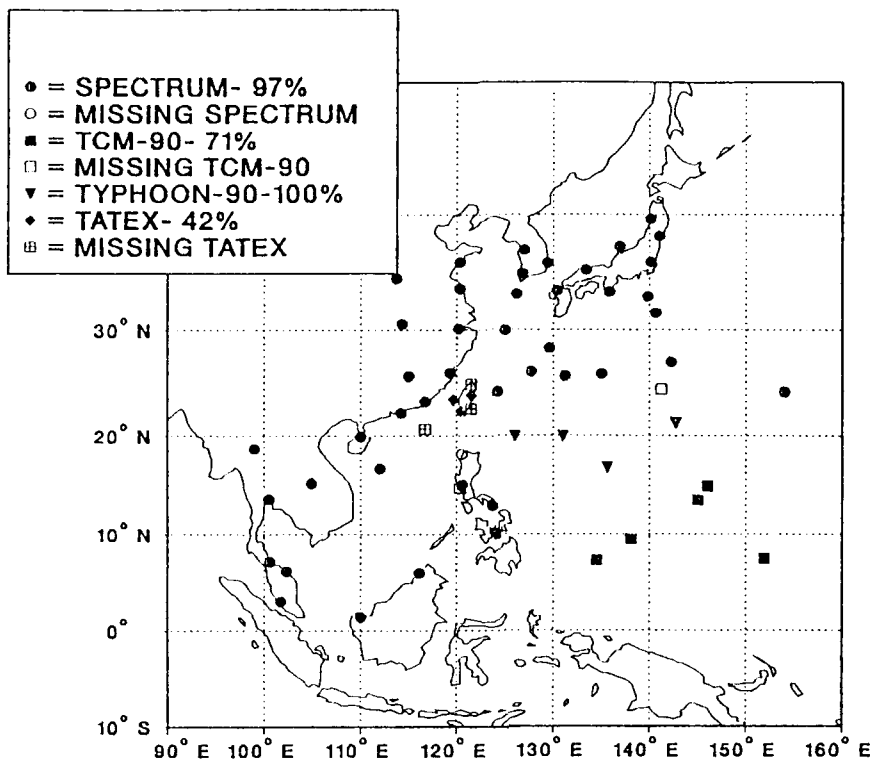 ● = SPECTRUM- 97%
○ = MISSING SPECTRUM
■ = TCM-90- 71%
□ = MISSING TCM-90
▼ = TYPHOON-90-100%
◆ = TATEX- 42%
⊞ = MISSING TATEX
30° N
20° N
10° N
0°
10° S
90° E 100° E 110° E 120° E 130° E 140° E 150° E 160° E